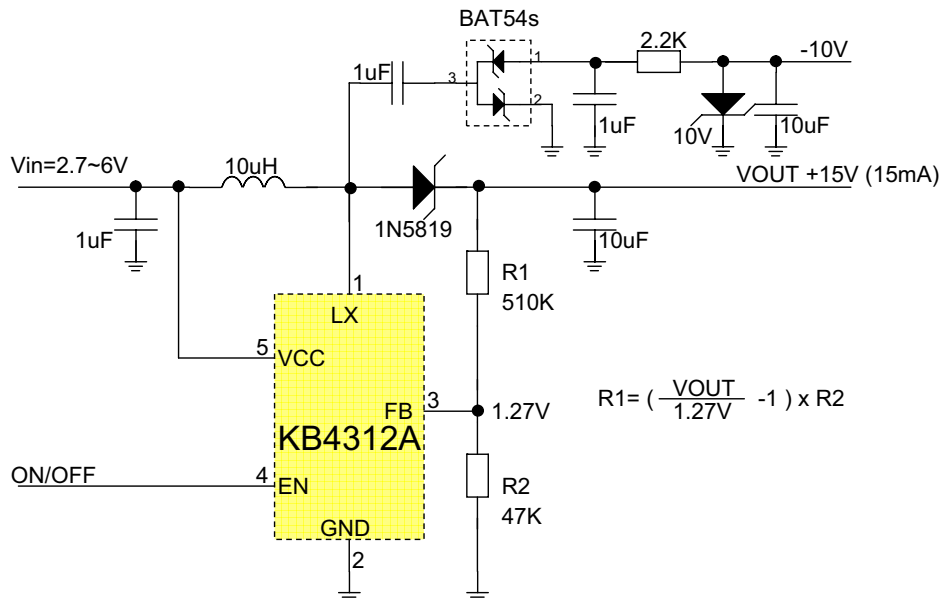 BAT54s
2.2K
-10V
1uF
3
1
2
1uF
10V
10uF
Vin=2.7~6V
10uH
VOUT +15V (15mA)
1uF
1N5819
10uF
1
R1
510K
LX
5
VCC
3
FB
1.27V
R1= ( VOUT
1.27V -1 ) x R2
KB4312A
ON/OFF
4
EN
R2
47K
GND
2